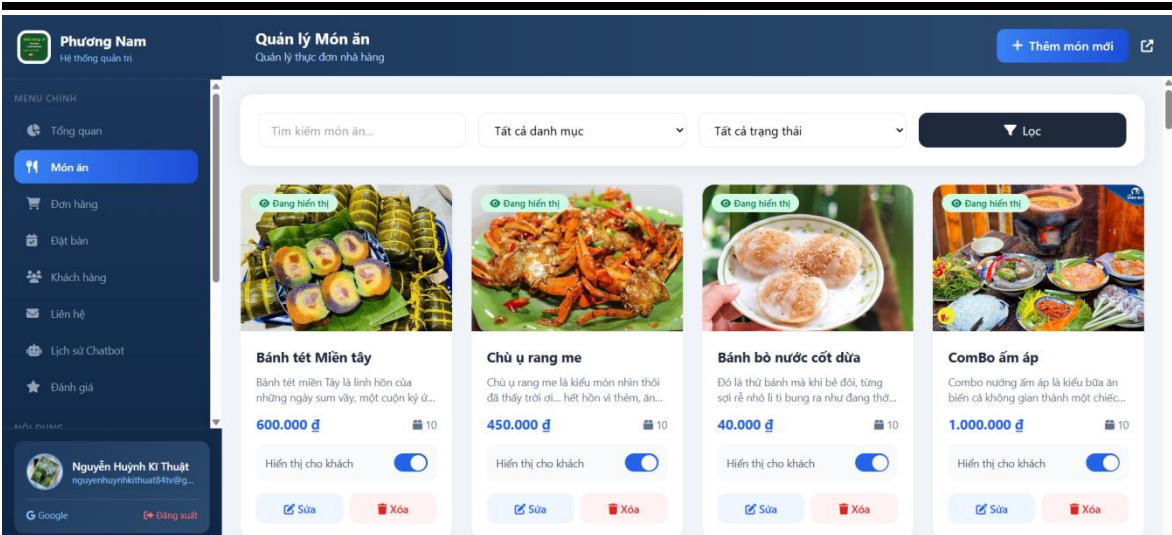 Phương Nam
Hệ thống quản trị
Quản lý Món ăn
Quản lý thực đơn nhà hàng
+ Thêm món mới
MENU CHÍNH
Tổng quan
Món ăn
Đơn hàng
Đặt bàn
Khách hàng
Liên hệ
Lịch sử Chatbot
Đánh giá
NỘI DUNG
Nguyễn Huỳnh Kĩ Thuật
nguyenhuynhkithuat84tv@g...
Google
Đăng xuất
Tìm kiếm món ăn...
Tất cả danh mục
Tất cả trạng thái
Lọc
Đang hiển thị
Bánh tét Miền tây
Bánh tét miền Tây là linh hồn của
những ngày sum vầy, một cuộn ký ứ...
600.000 ₫
10
Hiển thị cho khách
Sửa
Xóa
Đang hiển thị
Chù ụ rang me
Chù ụ rang me là kiểu món nhìn thôi
đã thấy trời ơi... hết hồn vì thèm, ăn...
450.000 ₫
10
Hiển thị cho khách
Sửa
Xóa
Đang hiển thị
Bánh bò nước cốt dừa
Đó là thứ bánh mà khi bẻ đôi, từng
sợi rễ nhỏ li ti bung ra như đang thở...
40.000 ₫
10
Hiển thị cho khách
Sửa
Xóa
Đang hiển thị
ComBo ấm áp
Combo nướng ấm áp là kiểu bữa ăn
biến cả không gian thành một chiếc...
1.000.000 ₫
10
Hiển thị cho khách
Sửa
Xóa